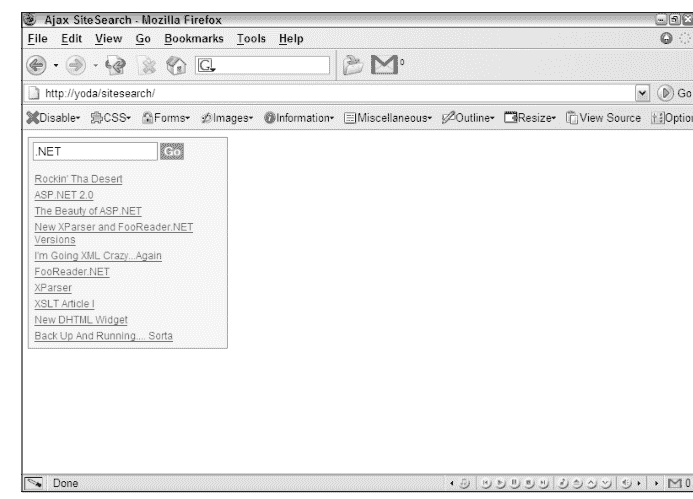 Ajax SiteSearch - Mozilla Firefox
File Edit View Go Bookmarks Tools Help
G
http://yoda/sitesearch/ Go
Disable CSS Forms Images Information Miscellaneous Outline Resize View Source Optio
.NET Go
Rockin' Tha Desert
ASP.NET 2.0
The Beauty of ASP.NET
New XParser and FooReader.NET
Versions
I'm Going XML Crazy...Again
FooReader.NET
XParser
XSLT Article I
New DHTML Widget
Back Up And Running.... Sorta
Done 0